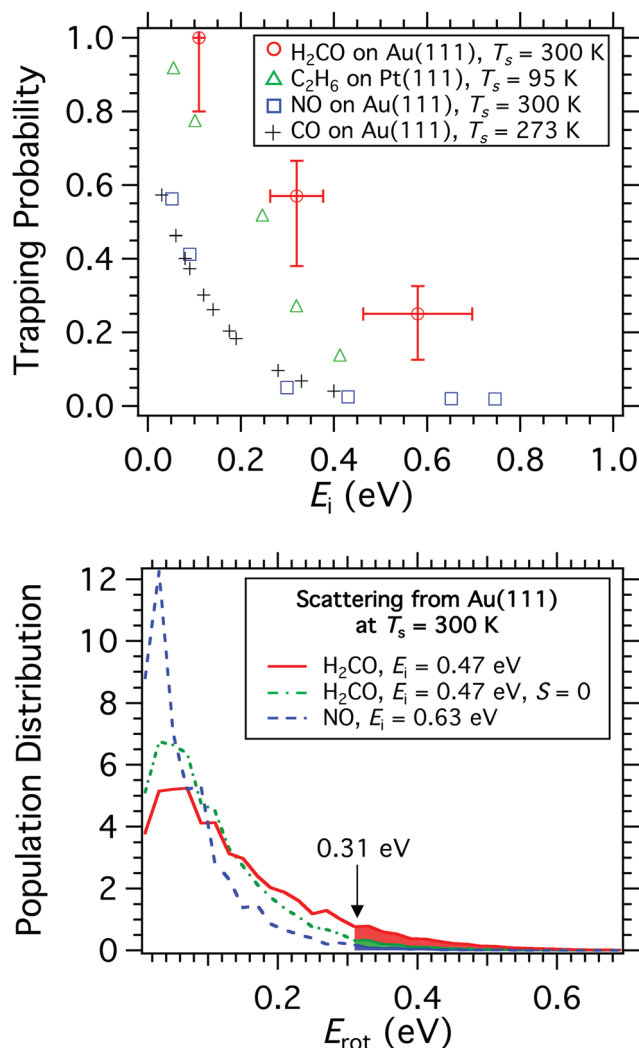 1.0
0.8
0.6
0.4
0.2
0.0
Trapping Probability
H₂CO on Au(111), Tₛ = 300 K
C₂H₆ on Pt(111), Tₛ = 95 K
NO on Au(111), Tₛ = 300 K
CO on Au(111), Tₛ = 273 K
0.0 0.2 0.4 0.6 0.8 1.0
Eᵢ (eV)
12
10
8
6
4
2
0
Population Distribution
Scattering from Au(111)
at Tₛ = 300 K
H₂CO, Eᵢ = 0.47 eV
H₂CO, Eᵢ = 0.47 eV, S = 0
NO, Eᵢ = 0.63 eV
0.31 eV
0.2 0.4 0.6
E_rot (eV)